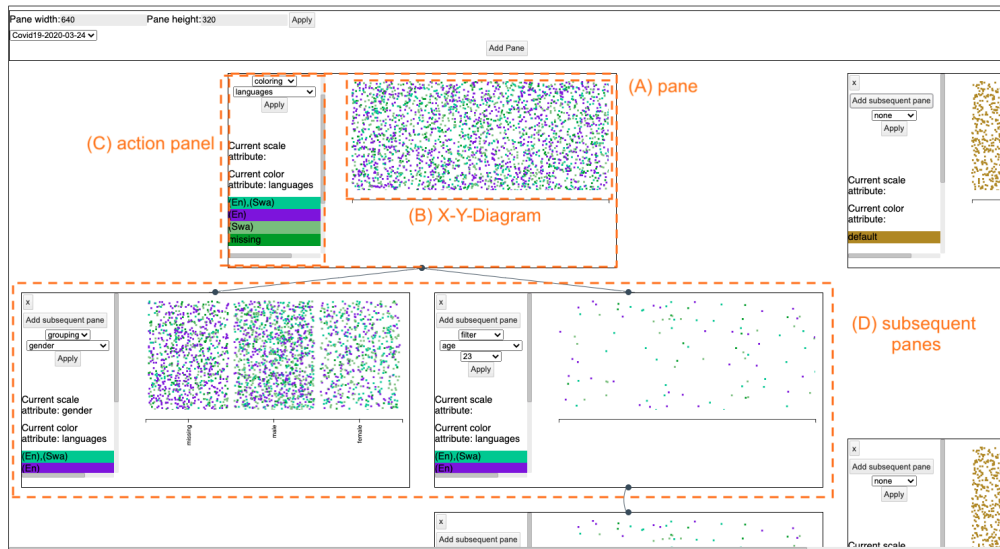 Pane width: 640 Pane height: 320 Apply
Covid19-2020-03-24
Add Pane
coloring
languages
Apply
Current scale
attribute:
Current color
attribute: languages
(En),(Swa)
(En)
(Swa)
missing
(A) pane
(B) X-Y-Diagram
(C) action panel
x
Add subsequent pane
none
Apply
Current scale
attribute:
Current color
attribute:
default
x
Add subsequent pane
grouping
gender
Apply
Current scale
attribute: gender
Current color
attribute: languages
(En),(Swa)
(En)
missing
male
female
x
Add subsequent pane
filter
age
23
Apply
Current scale
attribute:
Current color
attribute: languages
(En),(Swa)
(En)
(D) subsequent
panes
x
Add subsequent pane
none
Apply
Current scale
x
Add subsequent pane